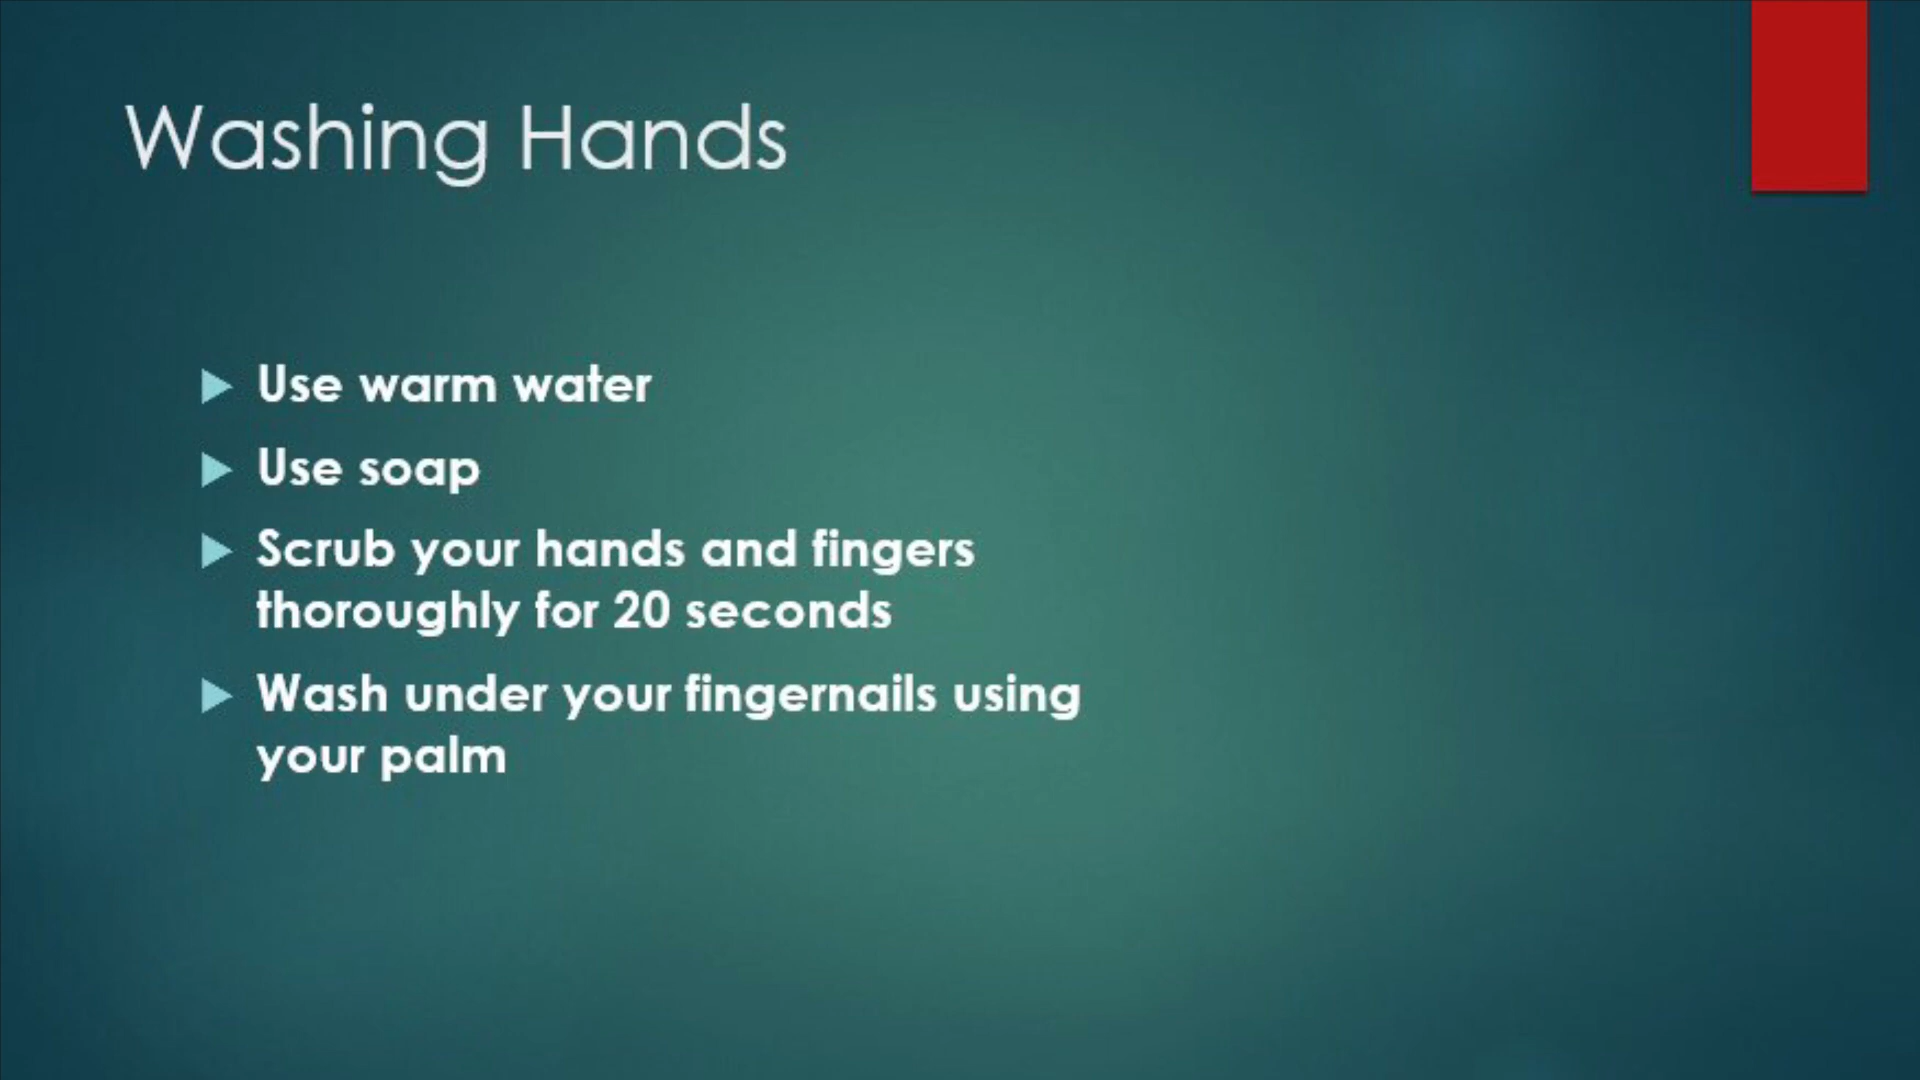 Washing Hands
Use warm water
Use soap
Scrub your hands and fingers
thoroughly for 20 seconds
Wash under your fingernails using
your palm